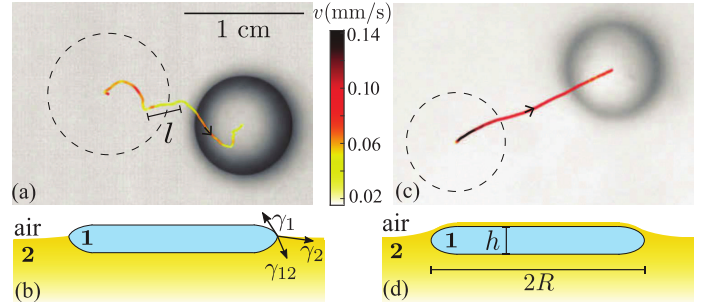 v(mm/s)
1 cm
0.14
0.10
0.06
0.02
l
(a)
(c)
air
1
2
γ1
γ2
γ12
(b)
air
1
h
2
2R
(d)